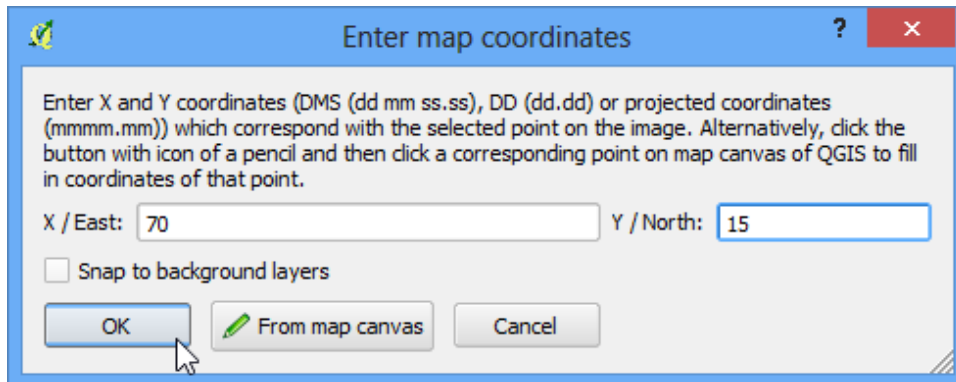 Enter map coordinates
?
×
Enter X and Y coordinates (DMS (dd mm ss.ss), DD (dd.dd) or projected coordinates
(mmmm.mm)) which correspond with the selected point on the image. Alternatively, click the
button with icon of a pencil and then click a corresponding point on map canvas of QGIS to fill
in coordinates of that point.
X / East: 70 Y / North: 15
Snap to background layers
OK From map canvas Cancel